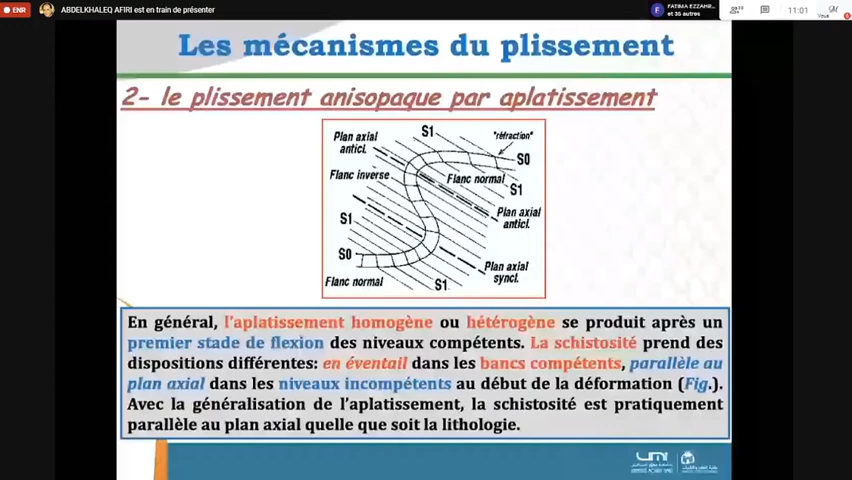 ENR
ABDELKHALEQ AFIRI est en train de présenter
F
FATIMA EZZAHR...
et 35 autres
11:01
Vous
Les mécanismes du plissement
2- le plissement anisopaque par aplatissement
S1
"réfraction"
Plan axial
anticl.
S0
Flanc inverse
Flanc normal
S1
Plan axial
anticl.
S1
S0
Plan axial
syncl.
Flanc normal
S1
En général, l'aplatissement homogène ou hétérogène se produit après un
premier stade de flexion des niveaux compétents. La schistosité prend des
dispositions différentes: en éventail dans les bancs compétents, parallèle au
plan axial dans les niveaux incompétents au début de la déformation (Fig.).
Avec la généralisation de l'aplatissement, la schistosité est pratiquement
parallèle au plan axial quelle que soit la lithologie.